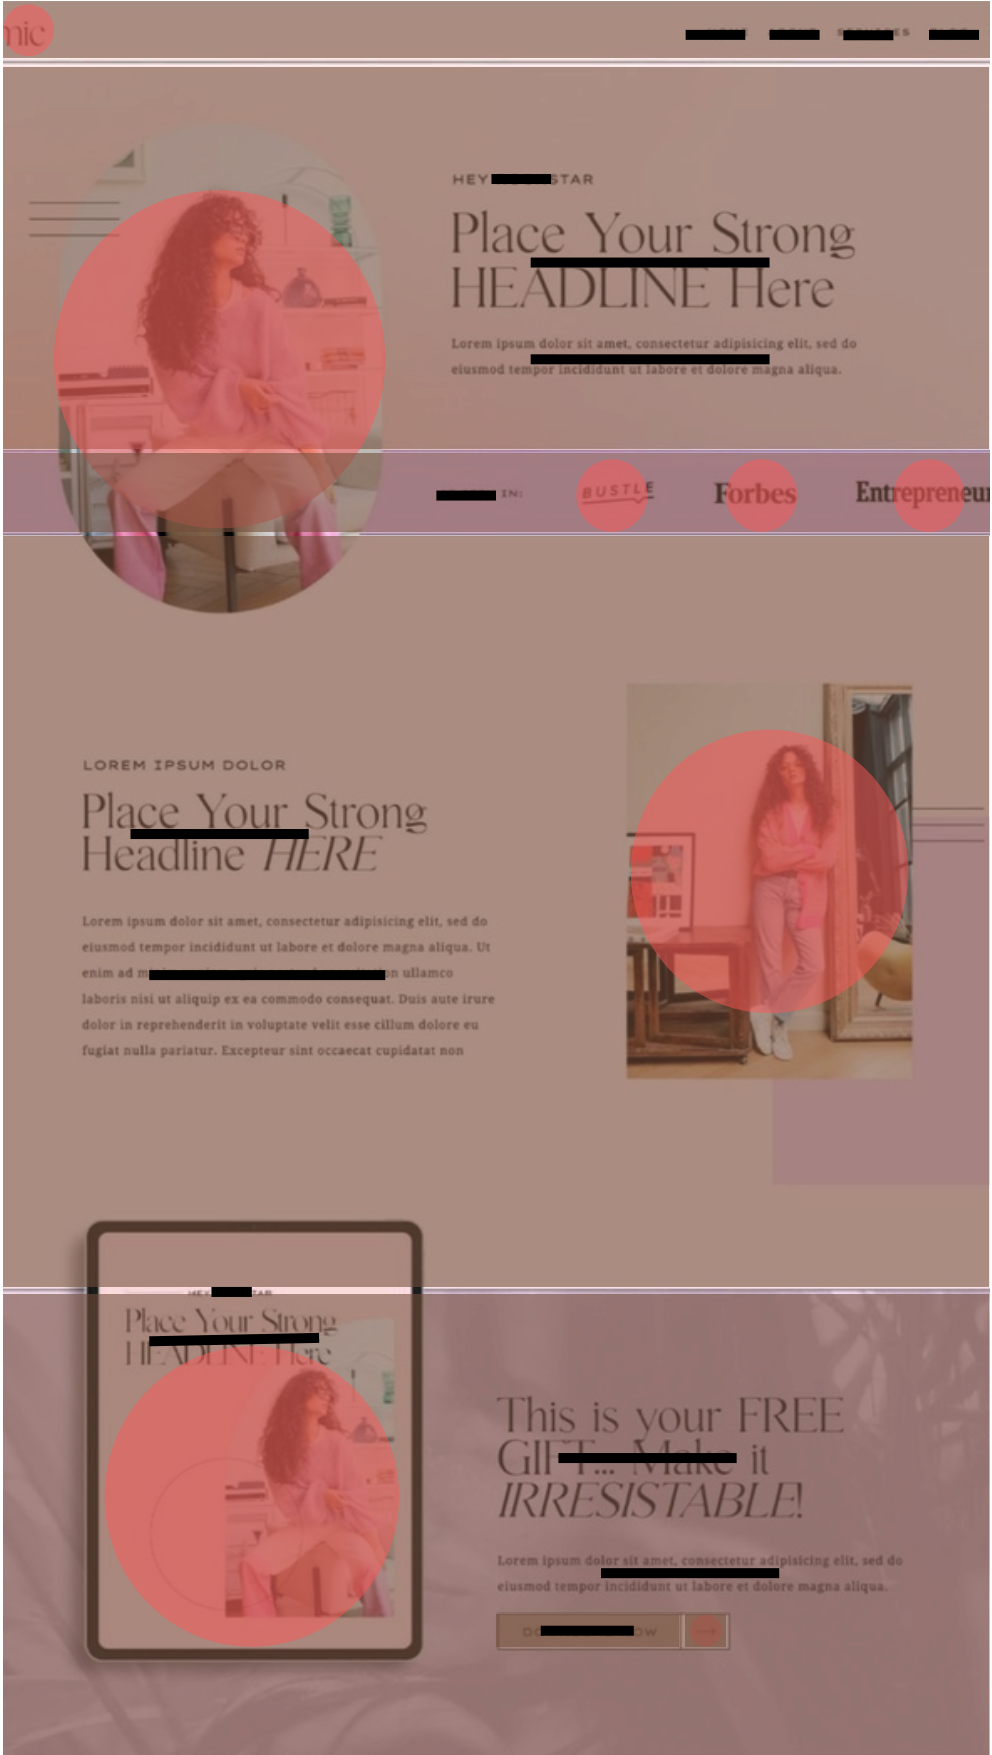 mic
HEY STAR
Place Your Strong
HEADLINE Here
Lorem ipsum dolor sit amet, consectetur adipisicing elit, sed do
eiusmod tempor incididunt ut labore et dolore magna aliqua.
IN:
BUSTLE
Forbes
Entrepreneur
LOREM IPSUM DOLOR
Place Your Strong
Headline HERE
Lorem ipsum dolor sit amet, consectetur adipisicing elit, sed do
eiusmod tempor incididunt ut labore et dolore magna aliqua. Ut
enim ad ullamco
laboris nisi ut aliquip ex ea commodo consequat. Duis aute irure
dolor in reprehenderit in voluptate velit esse cillum dolore eu
fugiat nulla pariatur. Excepteur sint occaecat cupidatat non
Place Your Strong
HEADLINE Here
This is your FREE
GIFT... Make it
IRRESISTABLE!
Lorem ipsum dolor sit amet, consectetur adipisicing elit, sed do
eiusmod tempor incididunt ut labore et dolore magna aliqua.